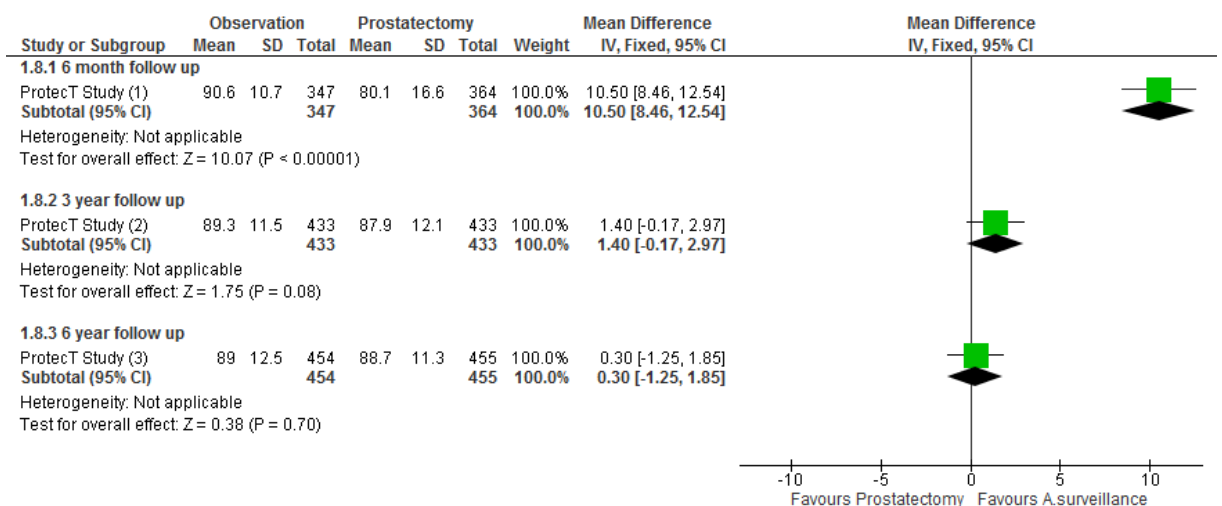 Observation Prostatectomy Mean Difference Mean Difference
Study or Subgroup Mean SD Total Mean SD Total Weight IV, Fixed, 95% CI IV, Fixed, 95% CI
1.8.1 6 month follow up
ProtecT Study (1) 90.6 10.7 347 80.1 16.6 364 100.0% 10.50 [8.46, 12.54]
Subtotal (95% CI) 347 364 100.0% 10.50 [8.46, 12.54]
Heterogeneity: Not applicable
Test for overall effect: Z = 10.07 (P < 0.00001)
1.8.2 3 year follow up
ProtecT Study (2) 89.3 11.5 433 87.9 12.1 433 100.0% 1.40 [-0.17, 2.97]
Subtotal (95% CI) 433 433 100.0% 1.40 [-0.17, 2.97]
Heterogeneity: Not applicable
Test for overall effect: Z = 1.75 (P = 0.08)
1.8.3 6 year follow up
ProtecT Study (3) 89 12.5 454 88.7 11.3 455 100.0% 0.30 [-1.25, 1.85]
Subtotal (95% CI) 454 455 100.0% 0.30 [-1.25, 1.85]
Heterogeneity: Not applicable
Test for overall effect: Z = 0.38 (P = 0.70)
-10 -5 0 5 10
Favours Prostatectomy Favours A.surveillance